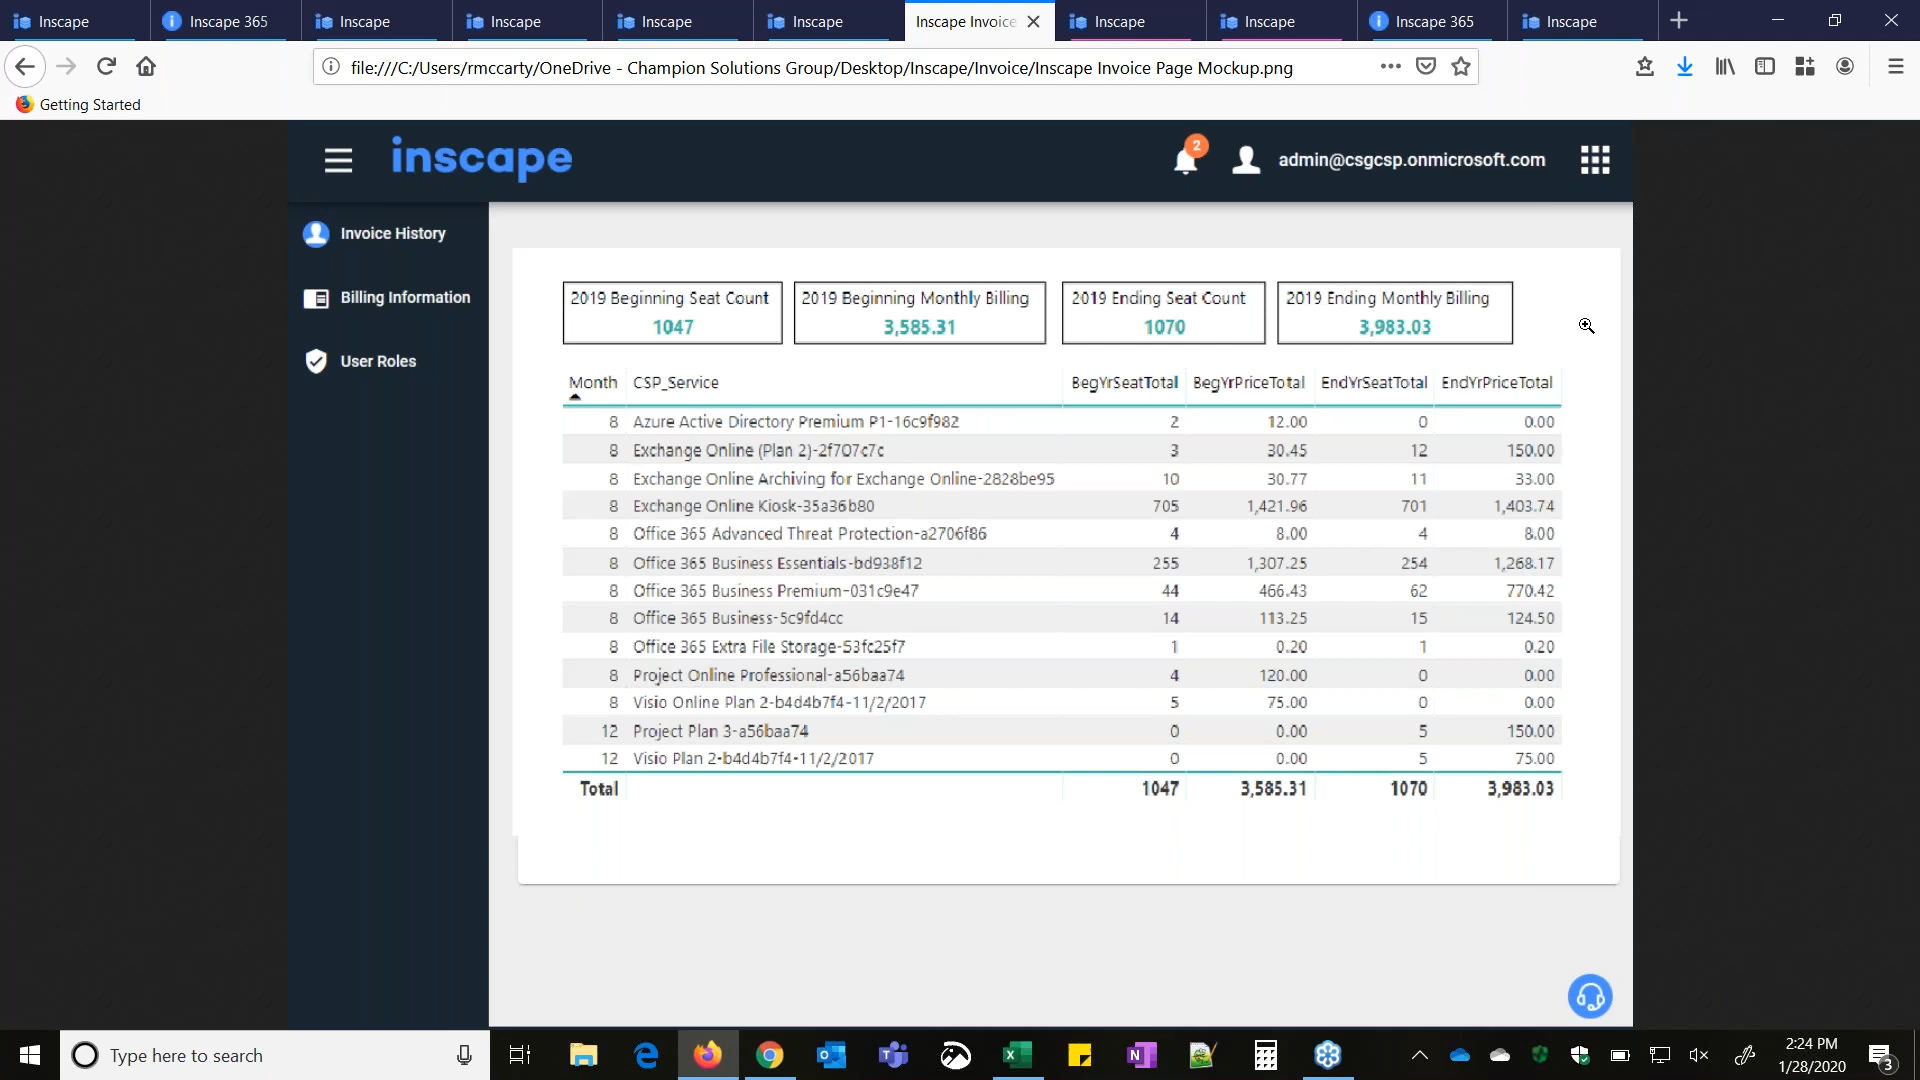 Inscape
Inscape 365
Inscape
Inscape
Inscape
Inscape
Inscape Invoice
Inscape
Inscape
Inscape 365
Inscape
file:///C:/Users/rmccarty/OneDrive - Champion Solutions Group/Desktop/Inscape/Invoice/Inscape Invoice Page Mockup.png
Getting Started
inscape
2
admin@csgcsp.onmicrosoft.com
Invoice History
Billing Information
User Roles
2019 Beginning Seat Count
1047
2019 Beginning Monthly Billing
3,585.31
2019 Ending Seat Count
1070
2019 Ending Monthly Billing
3,983.03
Month CSP_Service BegYrSeatTotal BegYrPriceTotal EndYrSeatTotal EndYrPriceTotal
8 Azure Active Directory Premium P1-16c9f982 2 12.00 0 0.00
8 Exchange Online (Plan 2)-2f707c7c 3 30.45 12 150.00
8 Exchange Online Archiving for Exchange Online-2828be95 10 30.77 11 33.00
8 Exchange Online Kiosk-35a36b80 705 1,421.96 701 1,403.74
8 Office 365 Advanced Threat Protection-a2706f86 4 8.00 4 8.00
8 Office 365 Business Essentials-bd938f12 255 1,307.25 254 1,268.17
8 Office 365 Business Premium-031c9e47 44 466.43 62 770.42
8 Office 365 Business-5c9fd4cc 14 113.25 15 124.50
8 Office 365 Extra File Storage-53fc25f7 1 0.20 1 0.20
8 Project Online Professional-a56baa74 4 120.00 0 0.00
8 Visio Online Plan 2-b4d4b7f4-11/2/2017 5 75.00 0 0.00
12 Project Plan 3-a56baa74 0 0.00 5 150.00
12 Visio Plan 2-b4d4b7f4-11/2/2017 0 0.00 5 75.00
Total 1047 3,585.31 1070 3,983.03
Type here to search
2:24 PM
1/28/2020
3